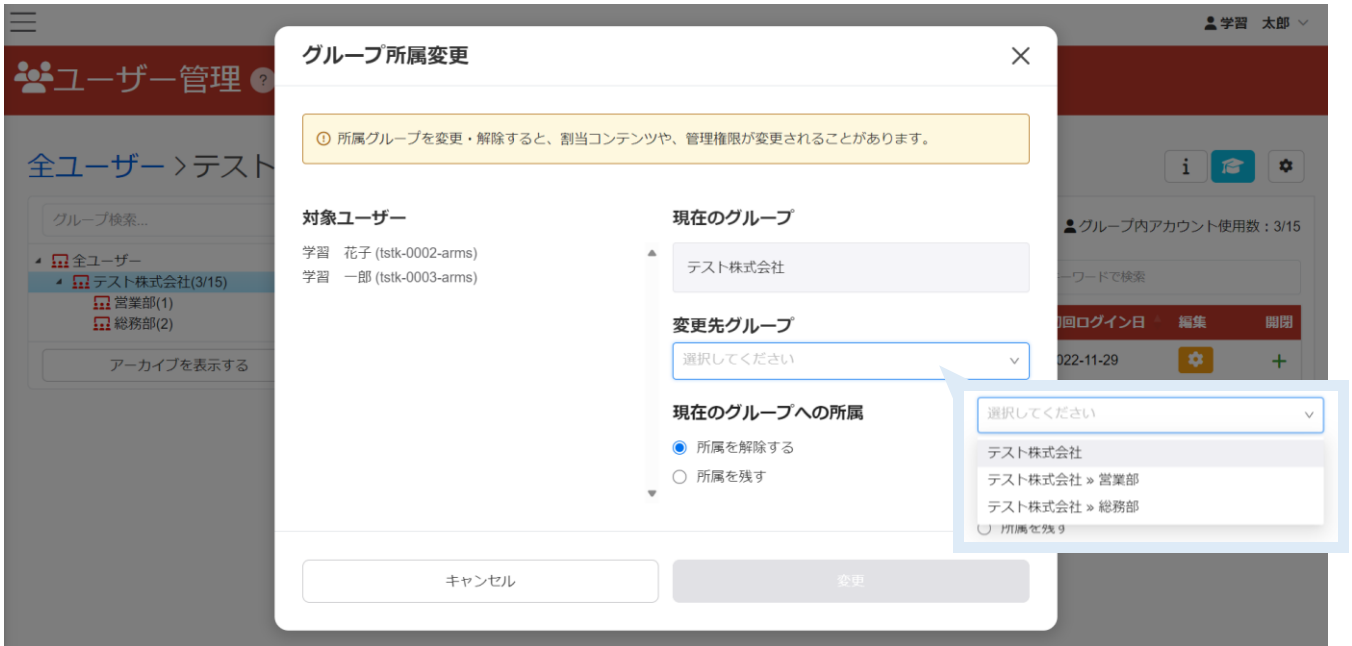 学習　太郎
ユーザー管理 ?
全ユーザー > テスト
i
グループ検索...
全ユーザー
テスト株式会社(3/15)
営業部(1)
総務部(2)
アーカイブを表示する
グループ所属変更
所属グループを変更・解除すると、割当コンテンツや、管理権限が変更されることがあります。
対象ユーザー
学習　花子 (tstk-0002-arms)
学習　一郎 (tstk-0003-arms)
現在のグループ
テスト株式会社
変更先グループ
選択してください
現在のグループへの所属
所属を解除する
所属を残す
キャンセル
変更
グループ内アカウント使用数：3/15
ーワードで検索
回ログイン日 編集 開閉
022-11-29
選択してください
テスト株式会社
テスト株式会社 » 営業部
テスト株式会社 » 総務部
所属を残す